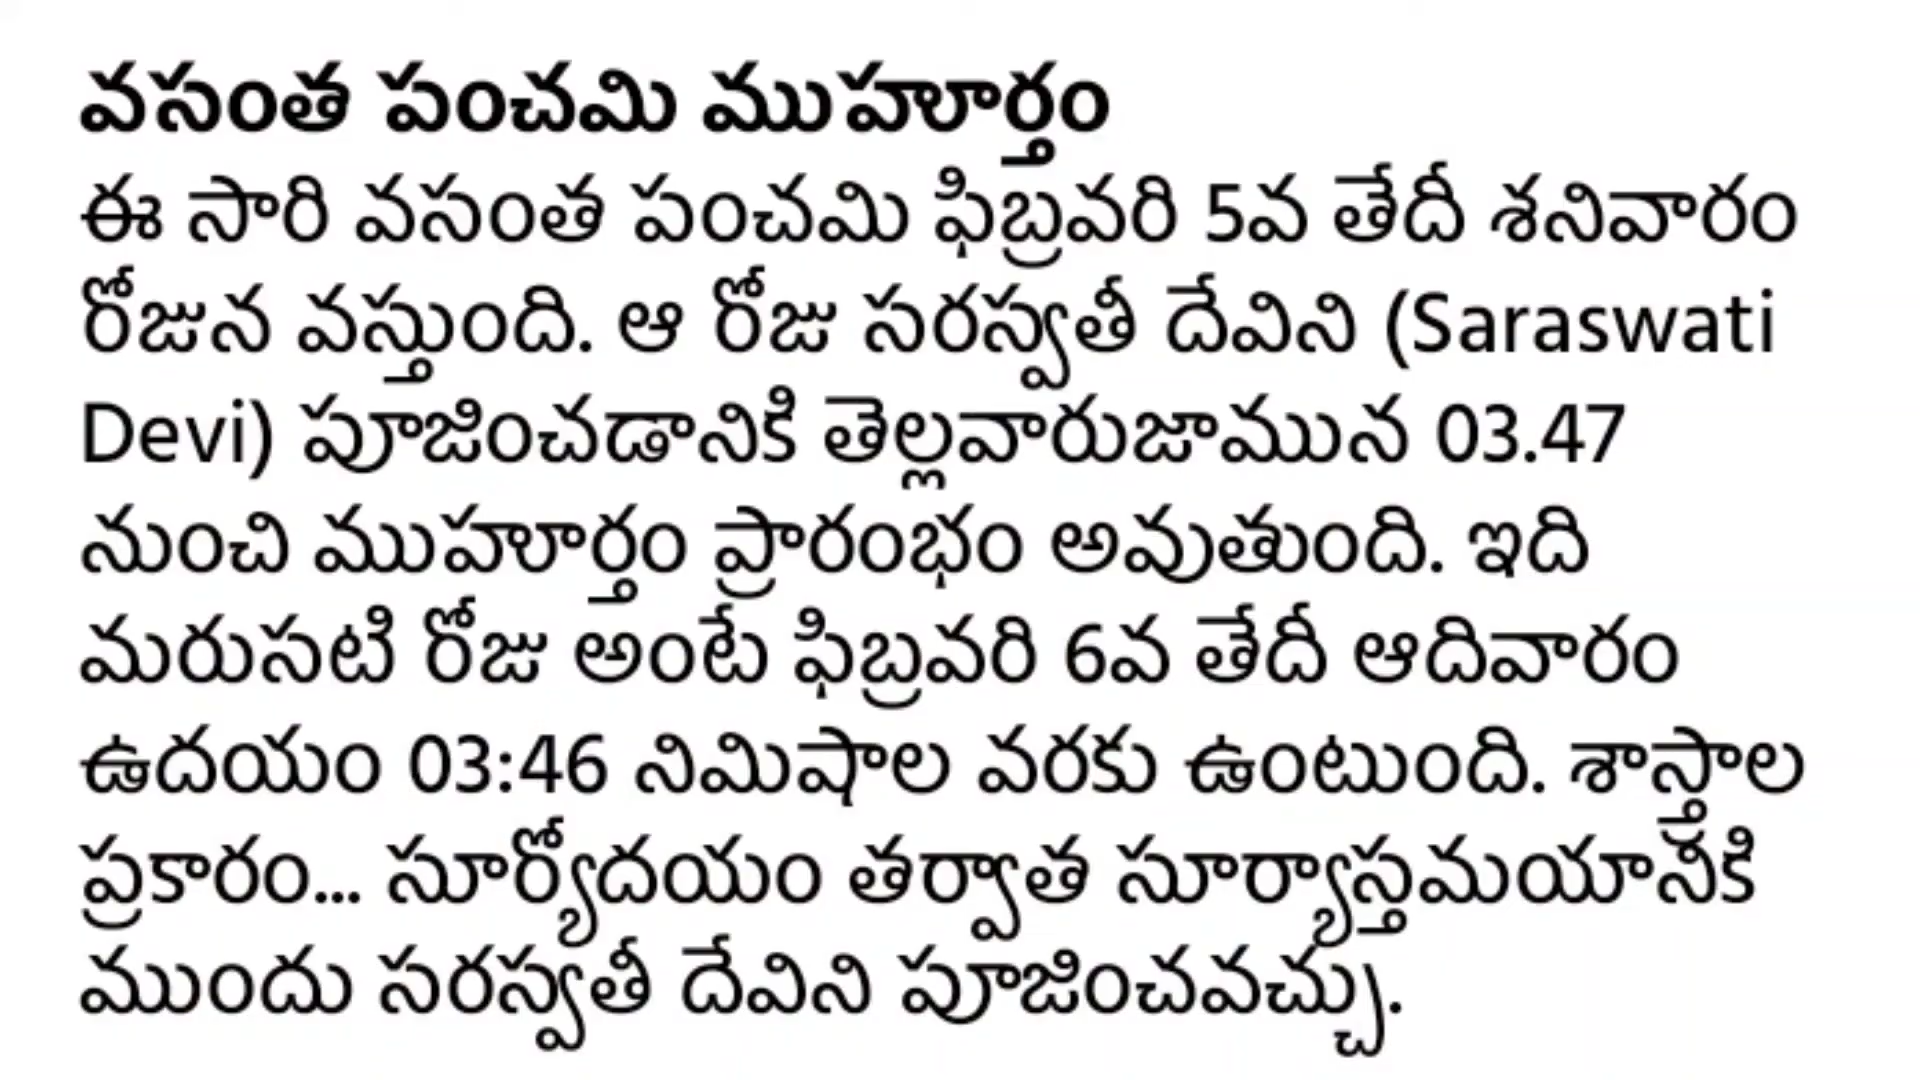 వసంత పంచమి ముహూర్తం
ఈ సారి వసంత పంచమి ఫిబ్రవరి 5వ తేదీ శనివారం
రోజున వస్తుంది. ఆ రోజు సరస్వతీ దేవిని (Saraswati
Devi) పూజించడానికి తెల్లవారుజామున 03.47
నుంచి ముహూర్తం ప్రారంభం అవుతుంది. ఇది
మరుసటి రోజు అంటే ఫిబ్రవరి 6వ తేదీ ఆదివారం
ఉదయం 03:46 నిమిషాల వరకు ఉంటుంది. శాస్త్రాల
ప్రకారం... సూర్యోదయం తర్వాత సూర్యాస్తమయానికి
ముందు సరస్వతీ దేవిని పూజించవచ్చు.